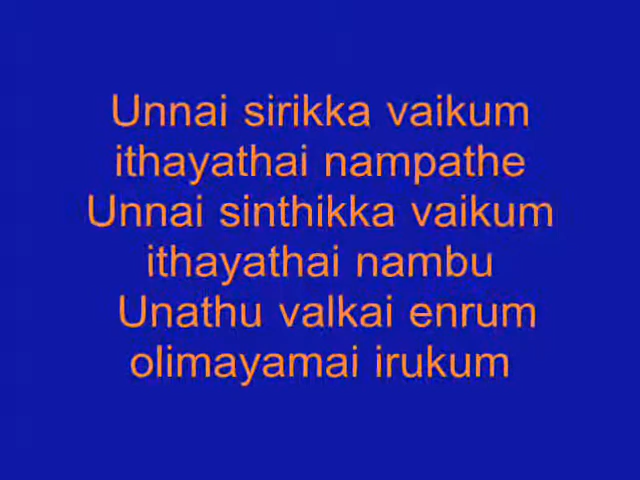 Unnai sirikka vaikum
ithayathai nampathe
Unnai sinthikka vaikum
ithayathai nambu
Unathu valkai enrum
olimayamai irukum